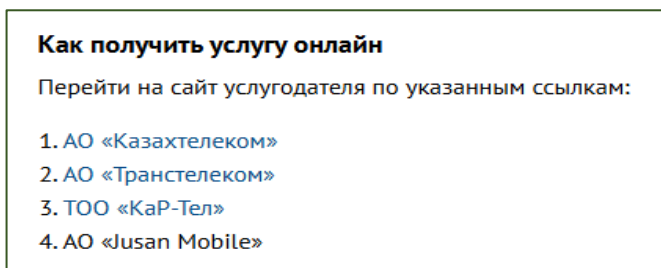 Как получить услугу онлайн
Перейти на сайт услугодателя по указанным ссылкам:
1. АО «Казахтелеком»
2. АО «Транстелеком»
3. ТОО «КаР-Тел»
4. АО «Jusan Mobile»